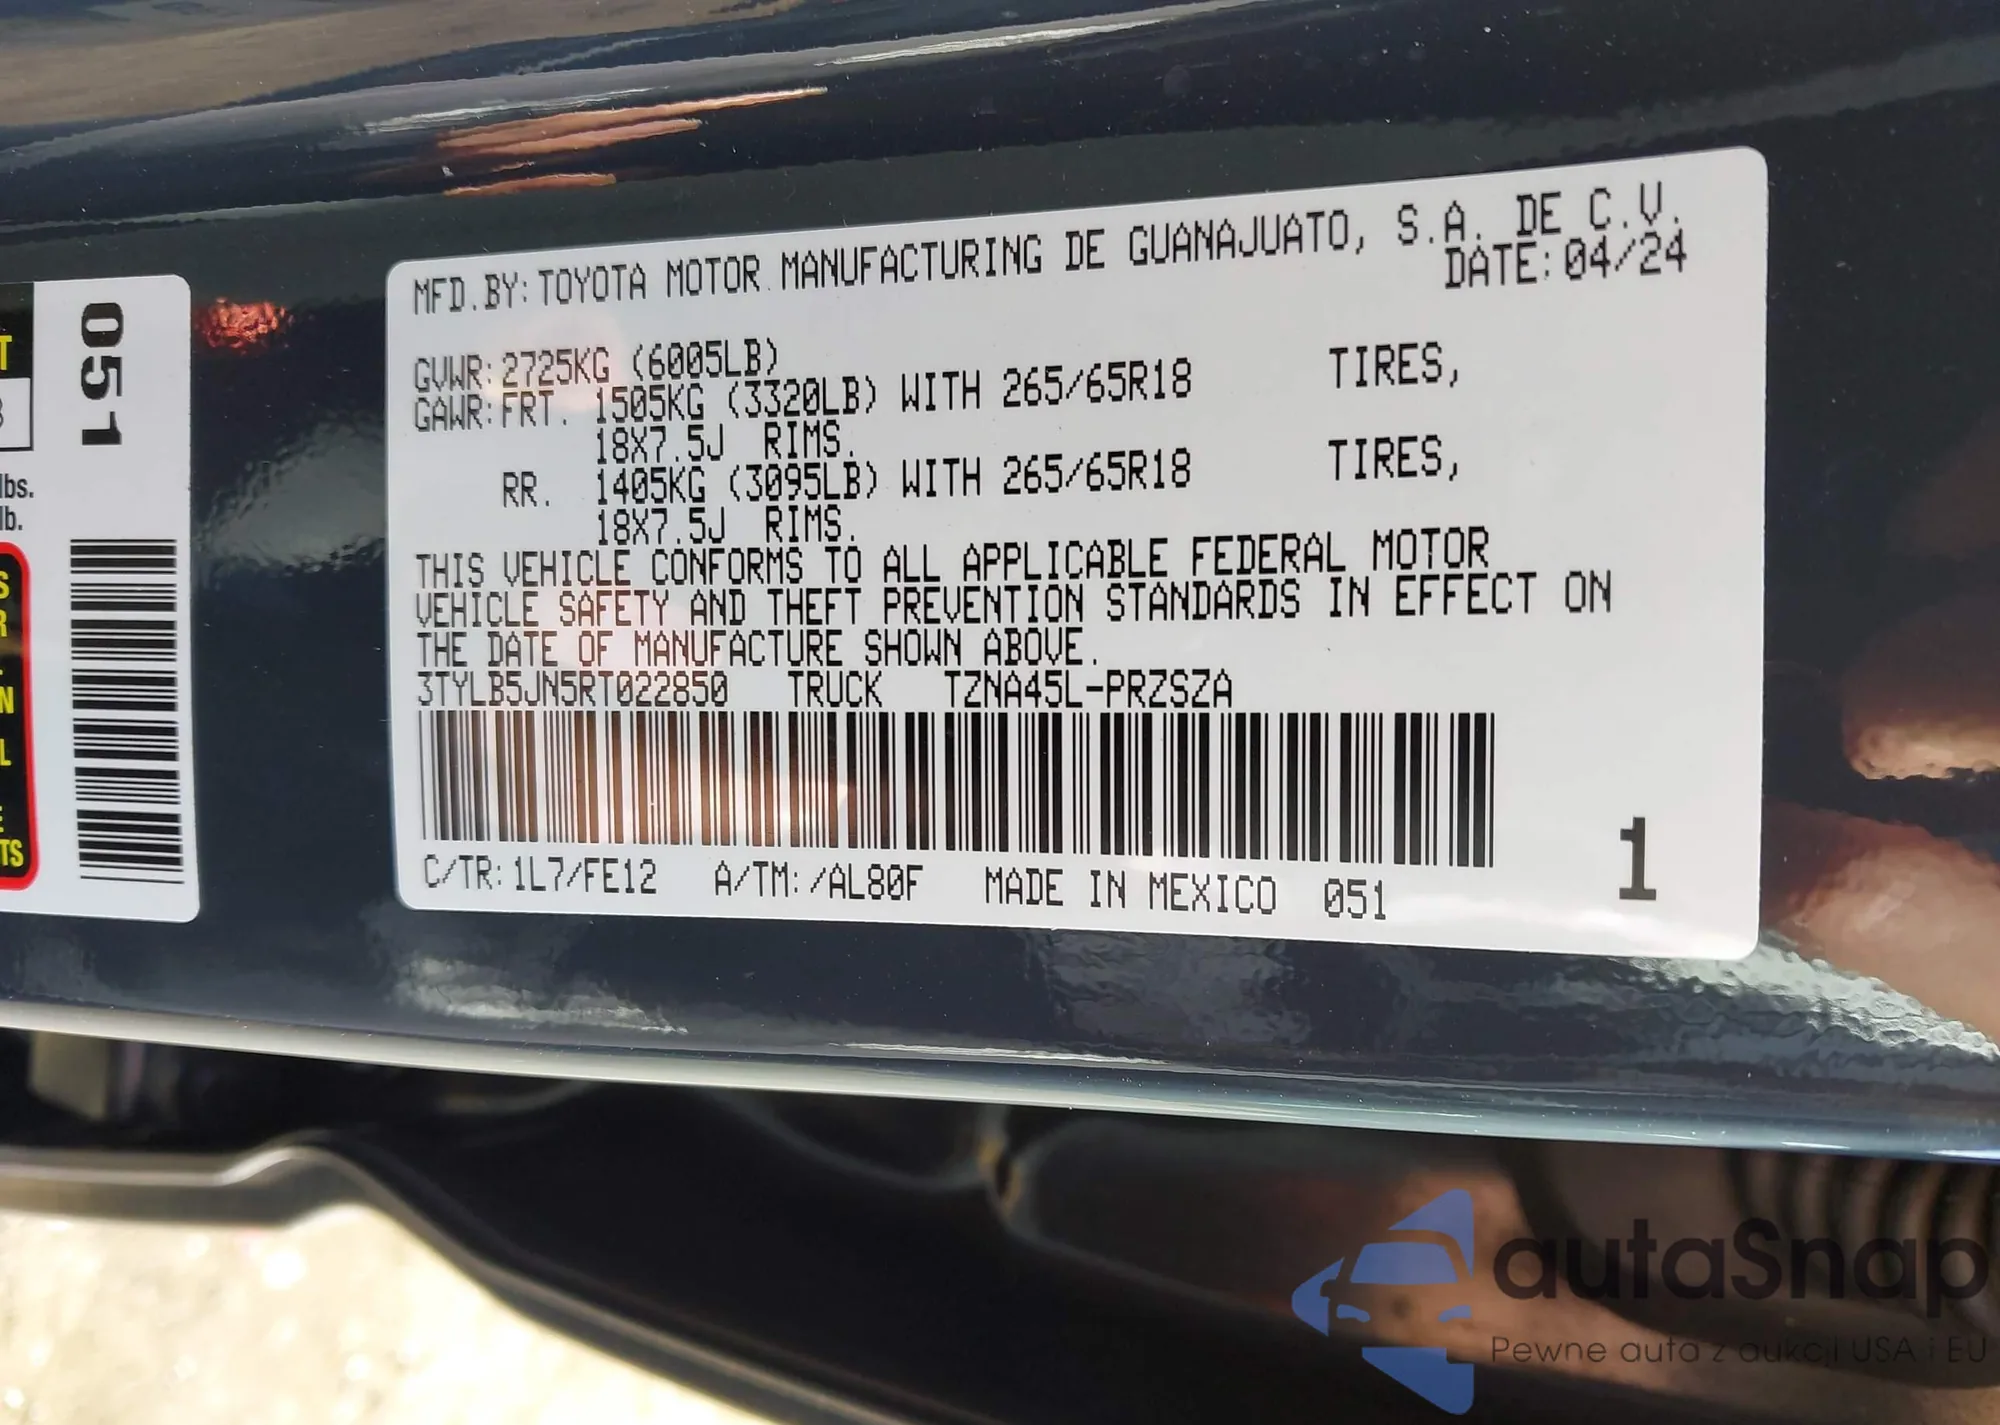 MFD.BY:TOYOTA MOTOR MANUFACTURING DE GUANAJUATO, S.A. DE C.V.
DATE:04/24
GVWR:2725KG (6005LB)
GAWR:FRT. 1505KG (3320LB) WITH 265/65R18 TIRES,
18X7.5J RIMS.
RR. 1405KG (3095LB) WITH 265/65R18 TIRES,
18X7.5J RIMS.
THIS VEHICLE CONFORMS TO ALL APPLICABLE FEDERAL MOTOR
VEHICLE SAFETY AND THEFT PREVENTION STANDARDS IN EFFECT ON
THE DATE OF MANUFACTURE SHOWN ABOVE.
3TYLB5JN5RT022850 TRUCK TZNA45L-PRZSZA
C/TR:1L7/FE12 A/TM:/AL80F MADE IN MEXICO 051
1
051
lbs.
lb.
autaSnap
Pewne auta z aukcji USA i EU